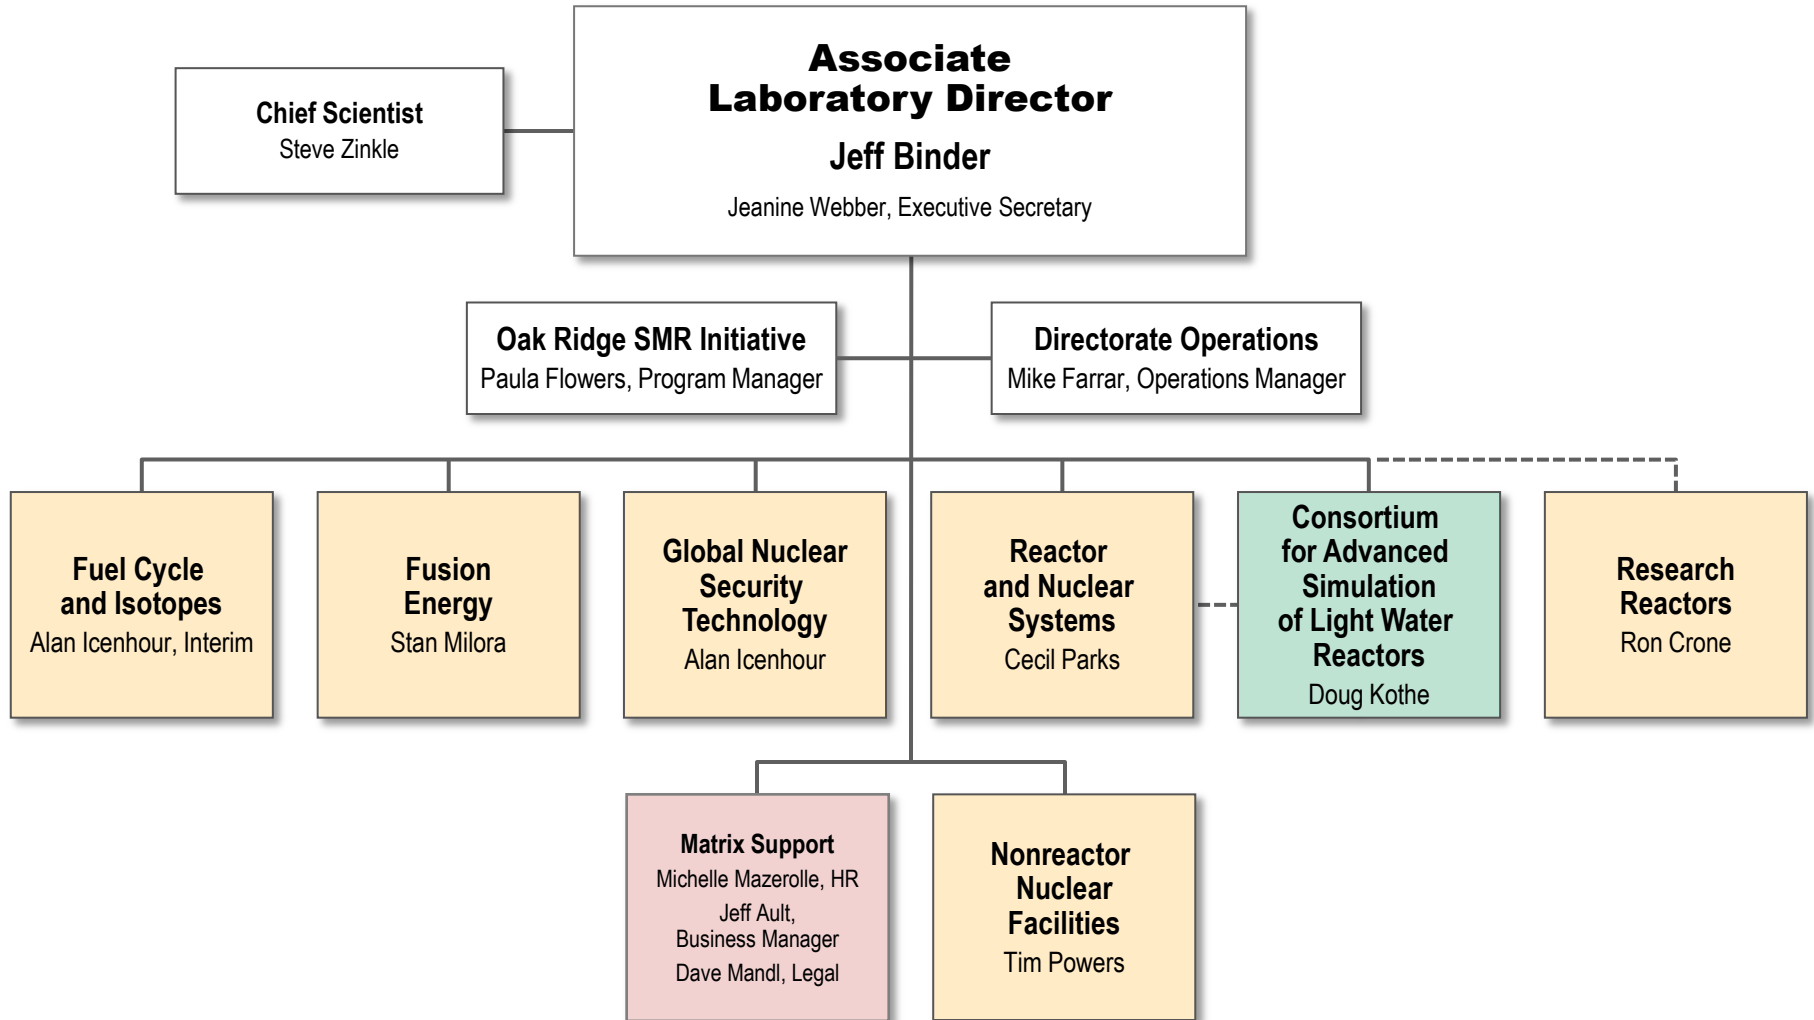 Associate
Laboratory Director
Jeff Binder
Jeanine Webber, Executive Secretary
Chief Scientist
Steve Zinkle
Oak Ridge SMR Initiative
Paula Flowers, Program Manager
Directorate Operations
Mike Farrar, Operations Manager
Fuel Cycle
and Isotopes
Alan Icenhour, Interim
Fusion
Energy
Stan Milora
Global Nuclear
Security
Technology
Alan Icenhour
Reactor
and Nuclear
Systems
Cecil Parks
Consortium
for Advanced
Simulation
of Light Water
Reactors
Doug Kothe
Research
Reactors
Ron Crone
Matrix Support
Michelle Mazerolle, HR
Jeff Ault,
Business Manager
Dave Mandl, Legal
Nonreactor
Nuclear
Facilities
Tim Powers